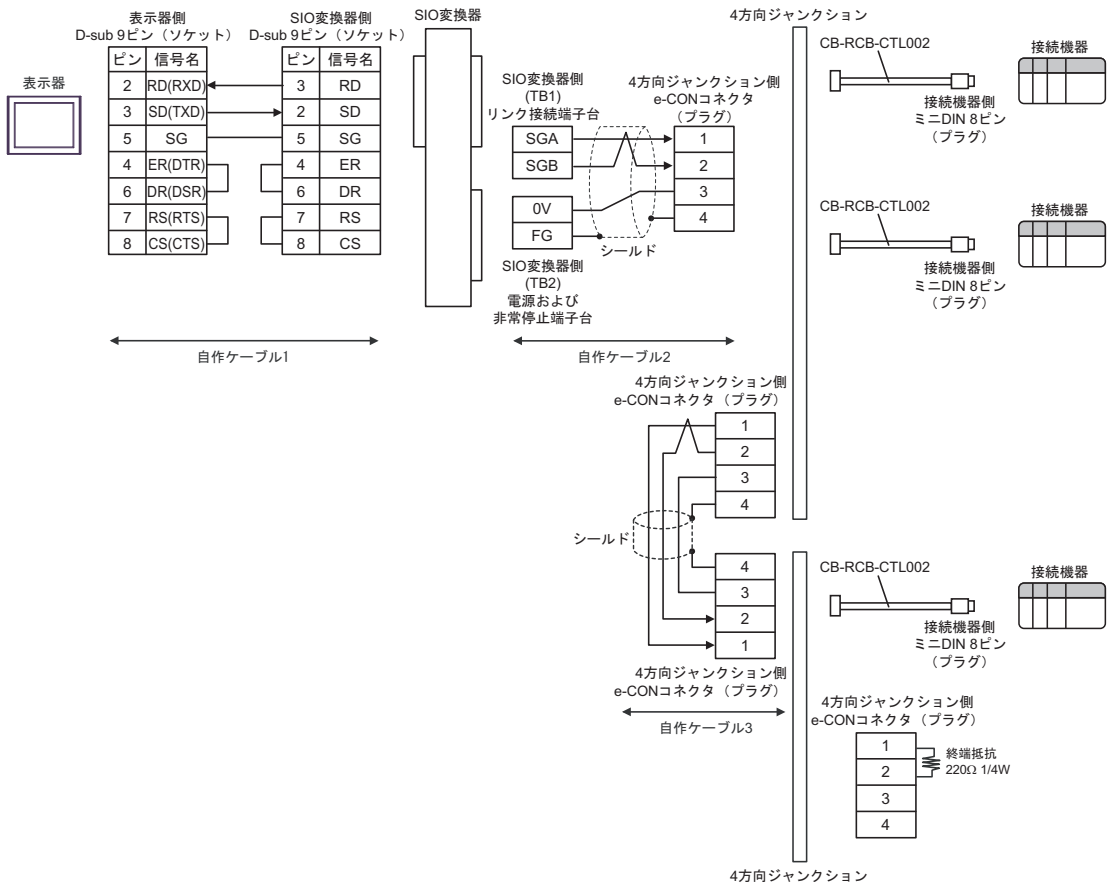 表示器
表示器側
D-sub 9ピン（ソケット）
ピン 信号名
2 RD(RXD)
3 SD(TXD)
5 SG
4 ER(DTR)
6 DR(DSR)
7 RS(RTS)
8 CS(CTS)
SIO変換器側
D-sub 9ピン（ソケット）
ピン 信号名
3 RD
2 SD
5 SG
4 ER
6 DR
7 RS
8 CS
自作ケーブル1
SIO変換器
SIO変換器側
(TB1)
リンク接続端子台
SGA
SGB
0V
FG
SIO変換器側
(TB2)
電源および
非常停止端子台
シールド
4方向ジャンクション側
e-CONコネクタ
（プラグ）
1
2
3
4
自作ケーブル2
4方向ジャンクション
CB-RCB-CTL002
接続機器側
ミニDIN 8ピン
（プラグ）
接続機器
CB-RCB-CTL002
接続機器側
ミニDIN 8ピン
（プラグ）
接続機器
4方向ジャンクション側
e-CONコネクタ（プラグ）
1
2
3
4
シールド
4
3
2
1
4方向ジャンクション側
e-CONコネクタ（プラグ）
自作ケーブル3
CB-RCB-CTL002
接続機器側
ミニDIN 8ピン
（プラグ）
接続機器
4方向ジャンクション側
e-CONコネクタ（プラグ）
1
2
3
4
終端抵抗
220Ω 1/4W
4方向ジャンクション